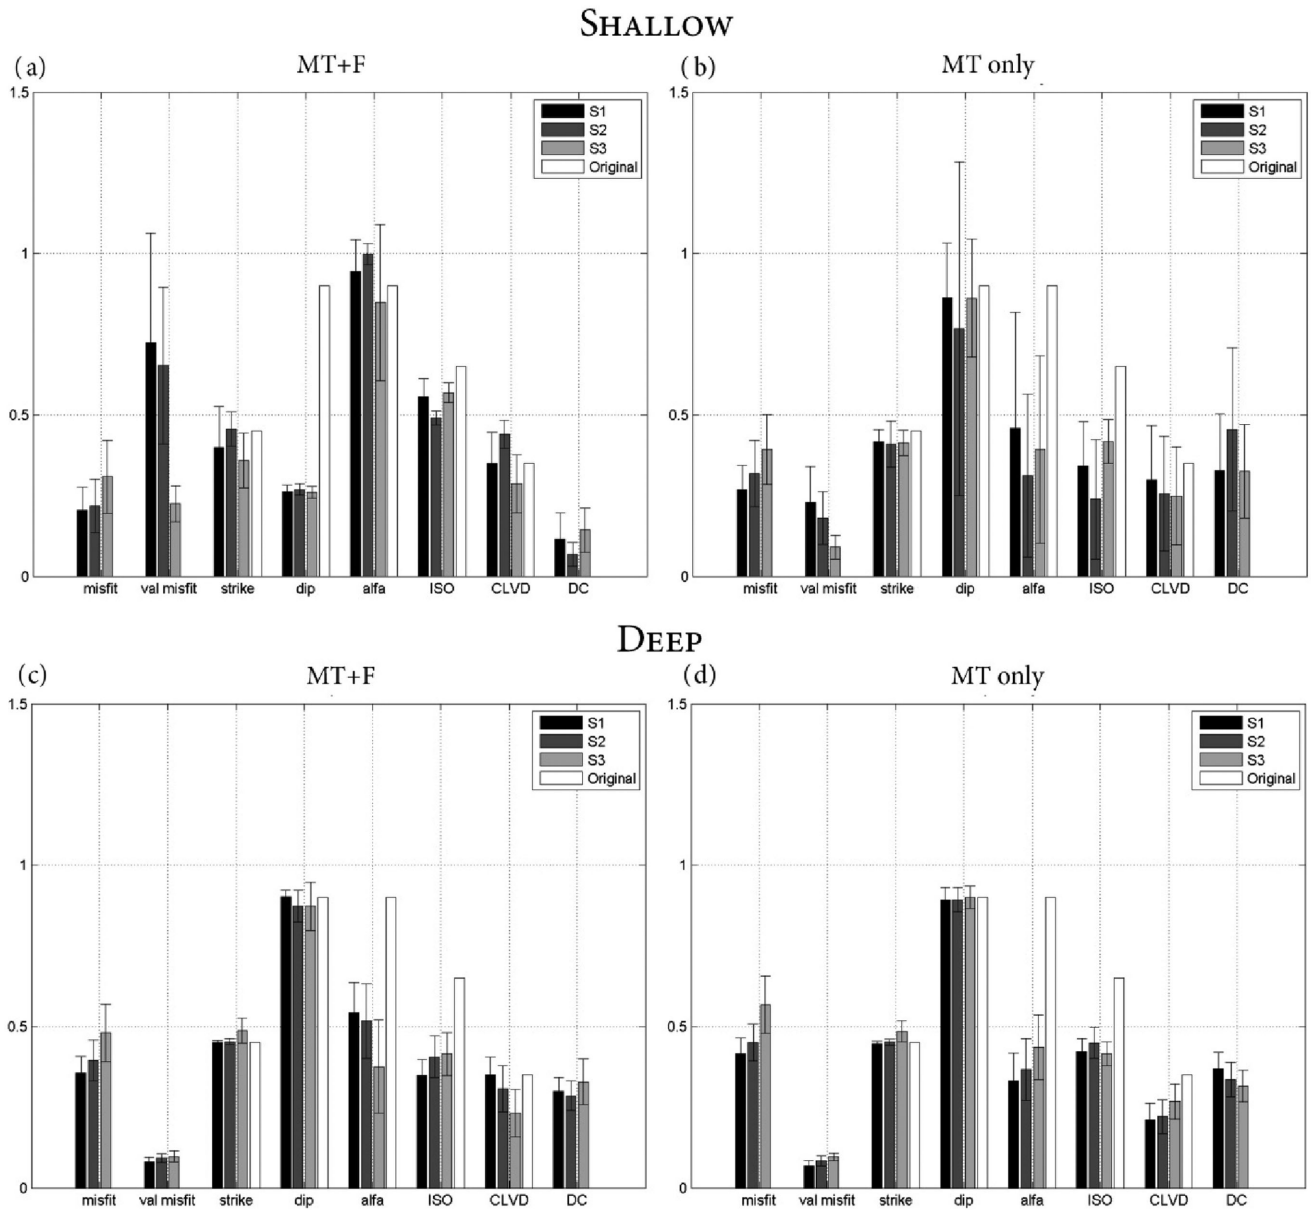 SHALLOW
(a)
MT+F
1.5
1
0.5
0
S1
S2
S3
Original
misfit
val misfit
strike
dip
alfa
ISO
CLVD
DC
(b)
MT only
1.5
1
0.5
0
S1
S2
S3
Original
misfit
val misfit
strike
dip
alfa
ISO
CLVD
DC
DEEP
(c)
MT+F
1.5
1
0.5
0
S1
S2
S3
Original
misfit
val misfit
strike
dip
alfa
ISO
CLVD
DC
(d)
MT only
1.5
1
0.5
0
S1
S2
S3
Original
misfit
val misfit
strike
dip
alfa
ISO
CLVD
DC